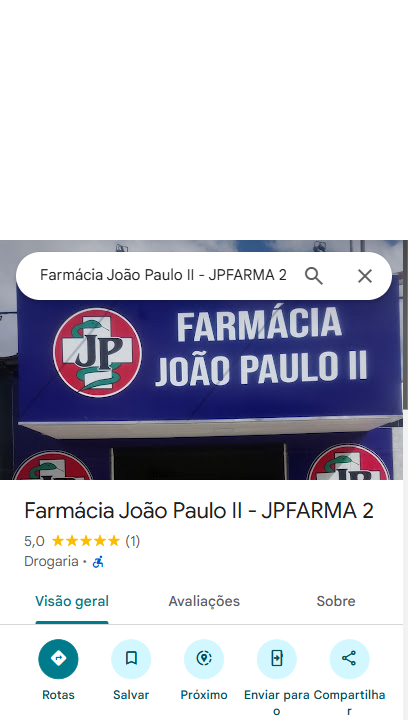 Farmácia João Paulo II - JPFARMA 2
FARMÁCIA
JOÃO PAULO II
JP
Farmácia João Paulo II - JPFARMA 2
5,0 ★★★★★ (1)
Drogaria ·
Visão geral
Avaliações
Sobre
Rotas
Salvar
Próximo
Enviar para
o
Compartilha
r